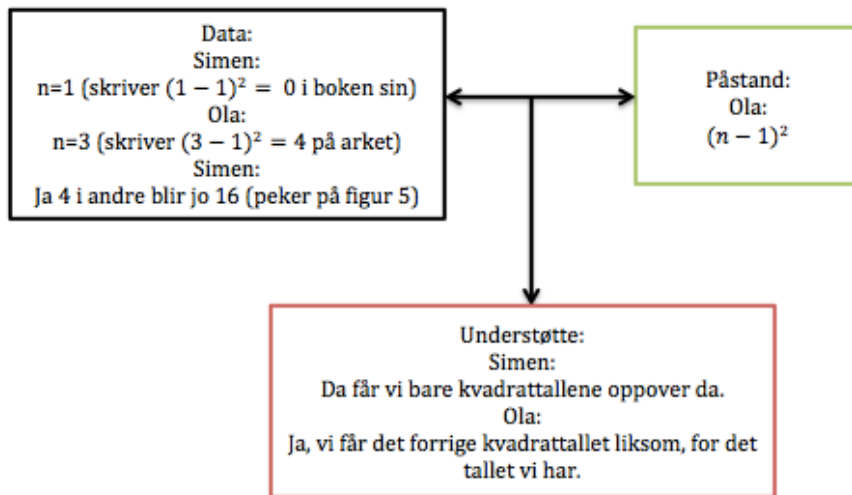 Data:
Simen:
n=1 (skriver (1 − 1)² = 0 i boken sin)
Ola:
n=3 (skriver (3 − 1)² = 4 på arket)
Simen:
Ja 4 i andre blir jo 16 (peker på figur 5)
Påstand:
Ola:
(n − 1)²
Understøtte:
Simen:
Da får vi bare kvadrattallene oppover da.
Ola:
Ja, vi får det forrige kvadrattallet liksom, for det
tallet vi har.